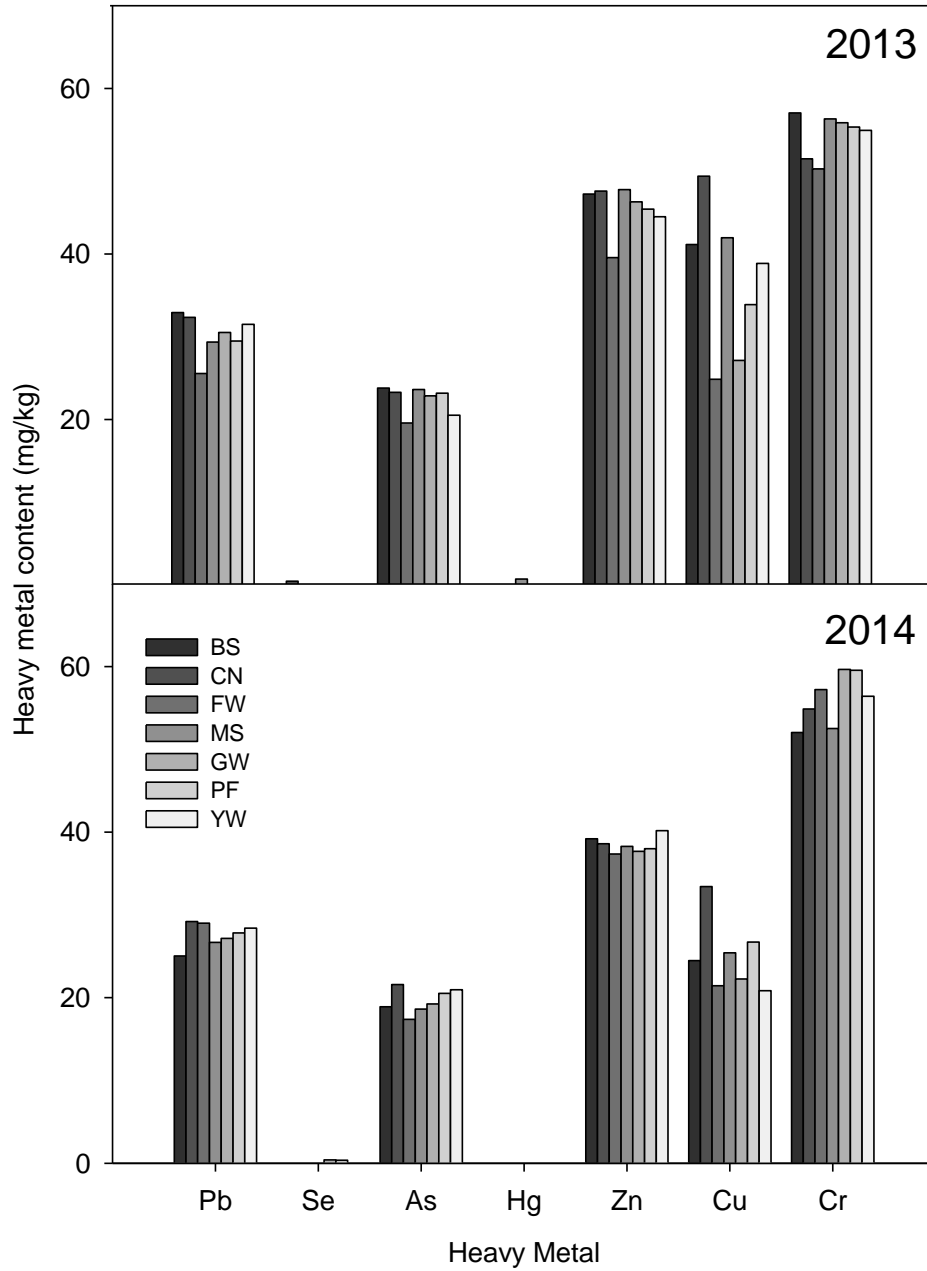 2013
60
40
20
Heavy metal content (mg/kg)
2014
BS
CN
FW
MS
GW
PF
YW
60
40
20
0
Pb Se As Hg Zn Cu Cr
Heavy Metal